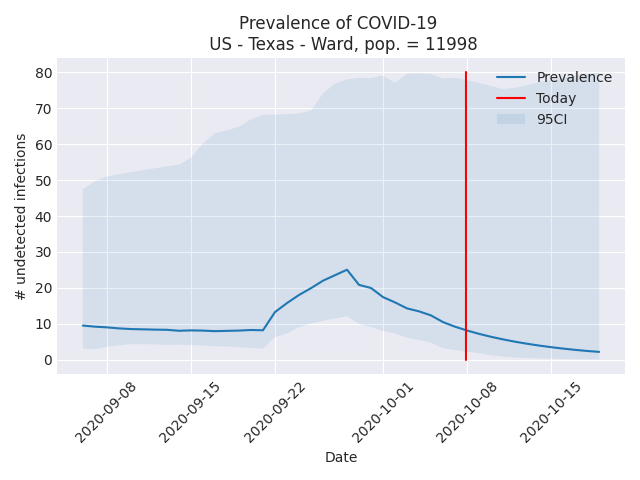 Prevalence of COVID-19
US - Texas - Ward, pop. = 11998
# undetected infections
80
70
60
50
40
30
20
10
0
Prevalence
Today
95CI
2020-09-08
2020-09-15
2020-09-22
2020-10-01
2020-10-08
2020-10-15
Date